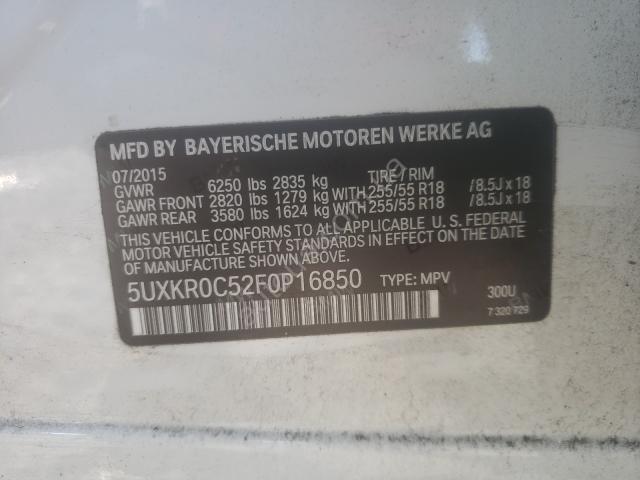 MFD BY BAYERISCHE MOTOREN WERKE AG
07/2015
GVWR 6250 lbs 2835 kg TIRE / RIM
GAWR FRONT 2820 lbs 1279 kg WITH 255/55 R18 / 8.5J x 18
GAWR REAR 3580 lbs 1624 kg WITH 255/55 R18 / 8.5J x 18
THIS VEHICLE CONFORMS TO ALL APPLICABLE U. S. FEDERAL
MOTOR VEHICLE SAFETY STANDARDS IN EFFECT ON THE
DATE OF MANUFACTURE SHOWN ABOVE.
5UXKR0C52F0P16850 TYPE: MPV 300U
7 320 729